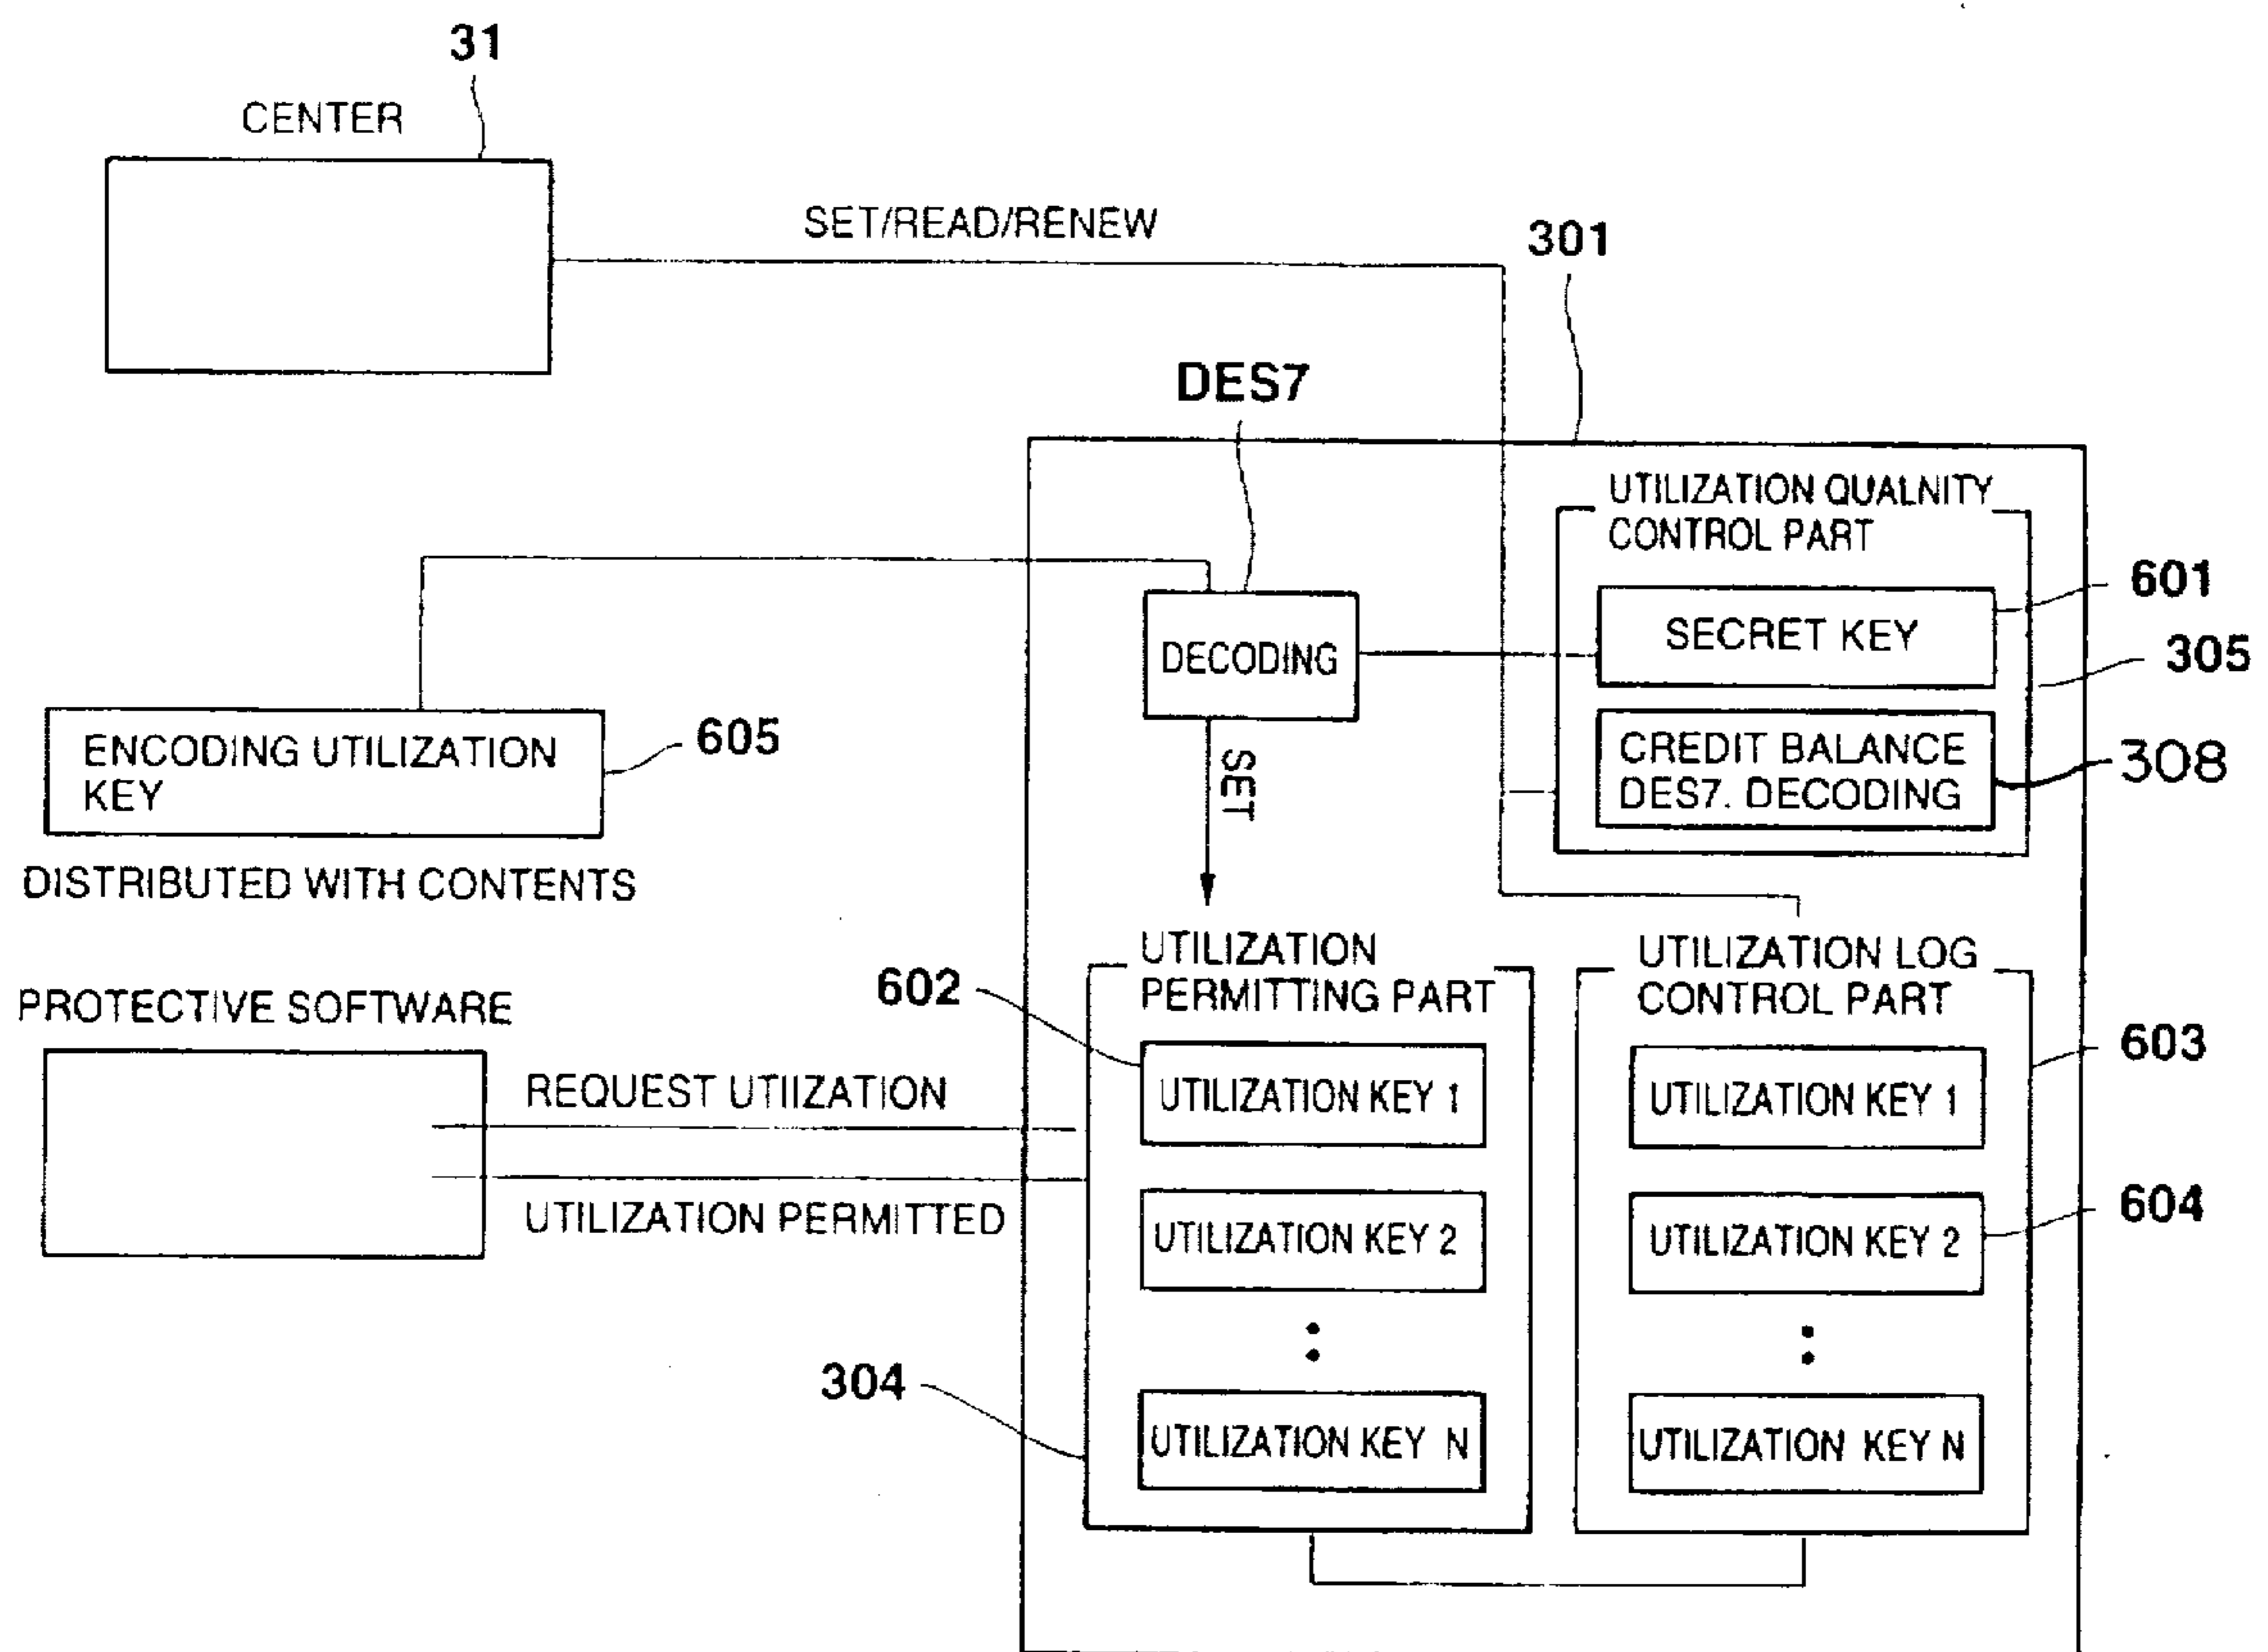 31
CENTER
SET/READ/RENEW
301
DES7
UTILIZATION QUALNITY
CONTROL PART
601
SECRET KEY
DECODING
305
605
ENCODING UTILIZATION
KEY
CREDIT BALANCE
DES7. DECODING
308
SET
DISTRIBUTED WITH CONTENTS
UTILIZATION
PERMITTING PART
UTILIZATION LOG
CONTROL PART
602
PROTECTIVE SOFTWARE
603
REQUEST UTIIZATION
UTILIZATION KEY 1
UTILIZATION KEY 1
UTILIZATION PERMITTED
604
UTILIZATION KEY 2
UTILIZATION KEY 2
304
UTILIZATION KEY N
UTILIZATION KEY N